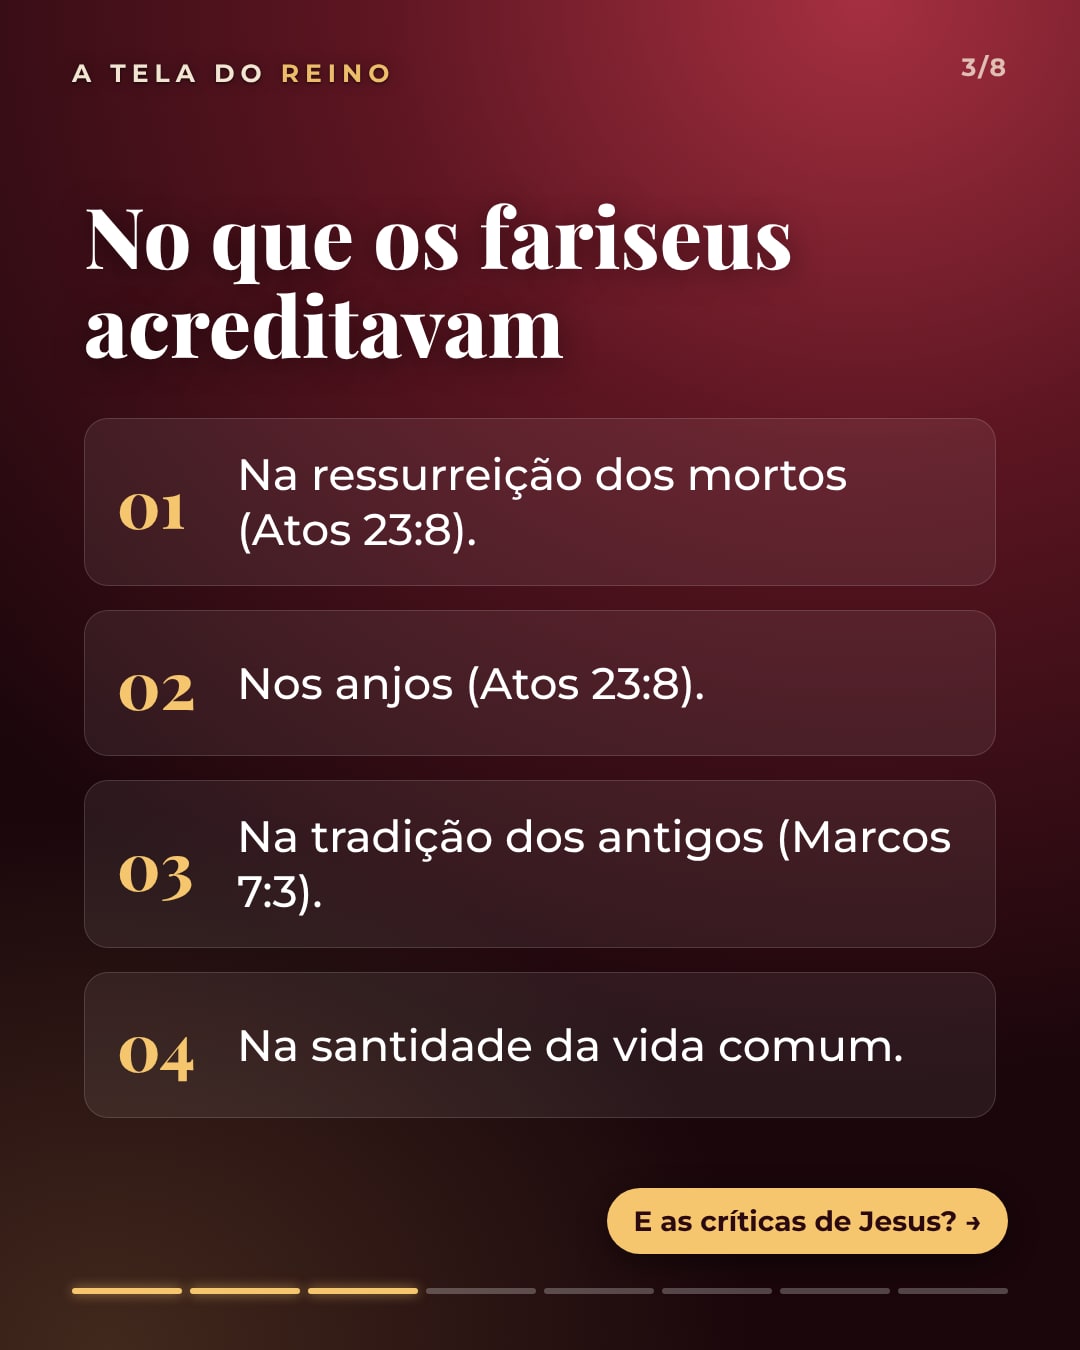 A TELA DO REINO
3/8
No que os fariseus
acreditavam
01
Na ressurreição dos mortos
(Atos 23:8).
02
Nos anjos (Atos 23:8).
03
Na tradição dos antigos (Marcos
7:3).
04
Na santidade da vida comum.
E as críticas de Jesus? →